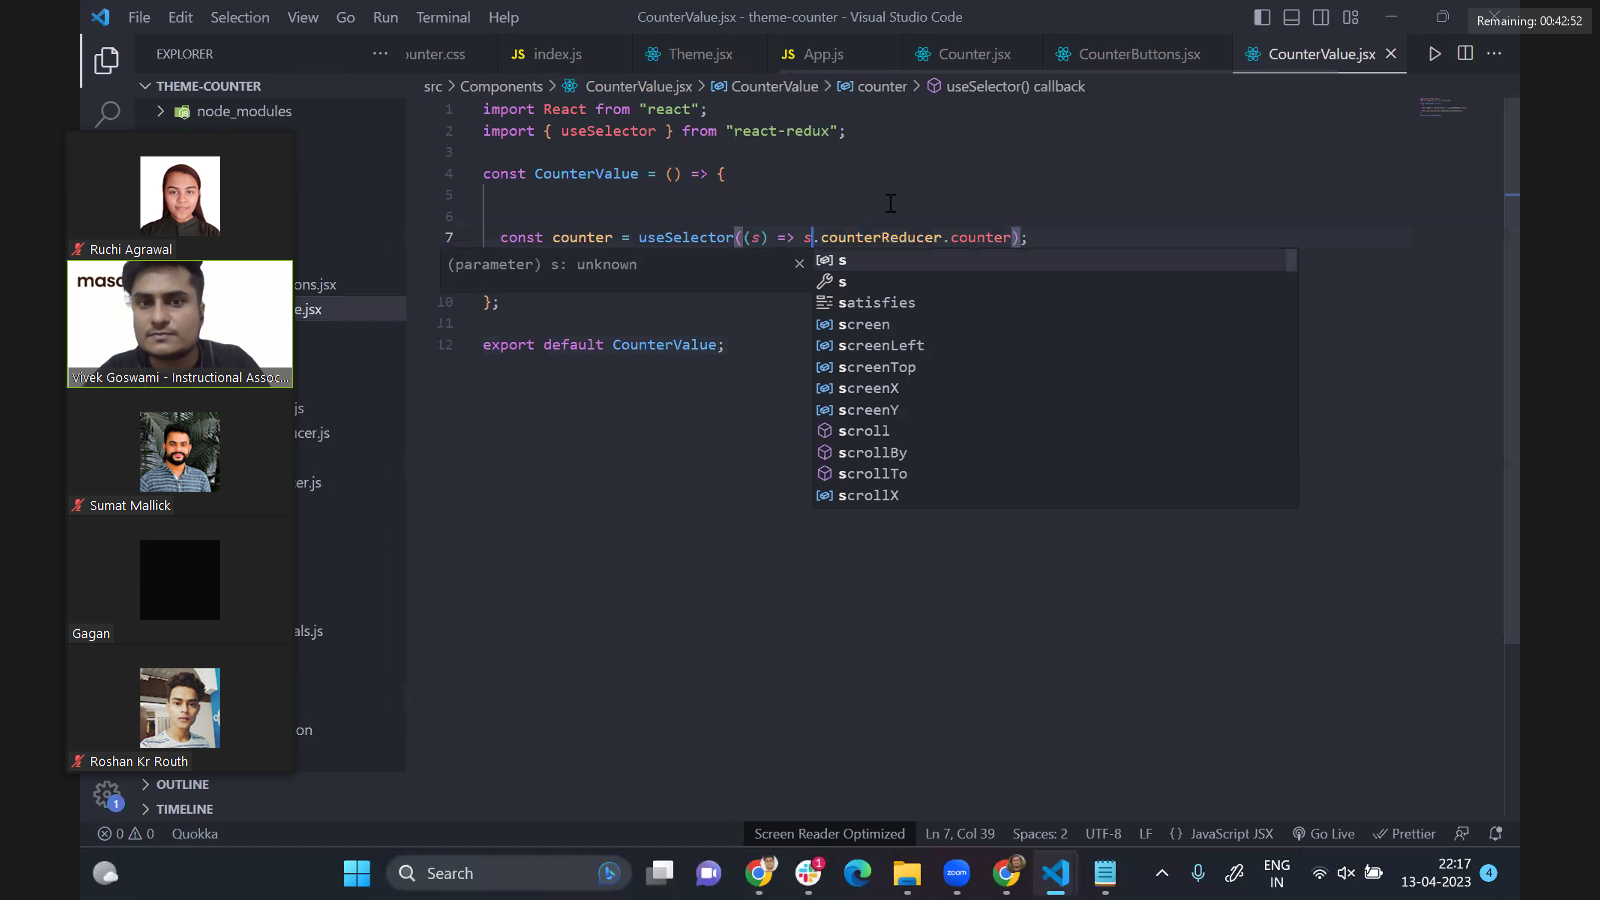 File Edit Selection View Go Run Terminal Help
CounterValue.jsx - theme-counter - Visual Studio Code
Remaining: 00:42:52
EXPLORER
ounter.css
JS index.js
Theme.jsx
JS App.js
Counter.jsx
CounterButtons.jsx
CounterValue.jsx
src > Components > CounterValue.jsx > CounterValue > counter > useSelector() callback
THEME-COUNTER
node_modules
1 import React from "react";
2 import { useSelector } from "react-redux";
3
4 const CounterValue = () => {
5
6
7 const counter = useSelector((s) => s.counterReducer.counter);
(parameter) s: unknown
s
s
satisfies
screen
screenLeft
screenTop
screenX
screenY
scroll
scrollBy
scrollTo
scrollX
10 };
11
12 export default CounterValue;
Ruchi Agrawal
masa
Vivek Goswami - Instructional Assoc...
Sumat Mallick
Gagan
Roshan Kr Routh
ons.jsx
e.jsx
js
ucer.js
er.js
als.js
on
OUTLINE
TIMELINE
1
0 0 Quokka
Screen Reader Optimized
Ln 7, Col 39
Spaces: 2
UTF-8
LF
{} JavaScript JSX
Go Live
Prettier
Search
1
zoom
ENG
IN
22:17
13-04-2023
4